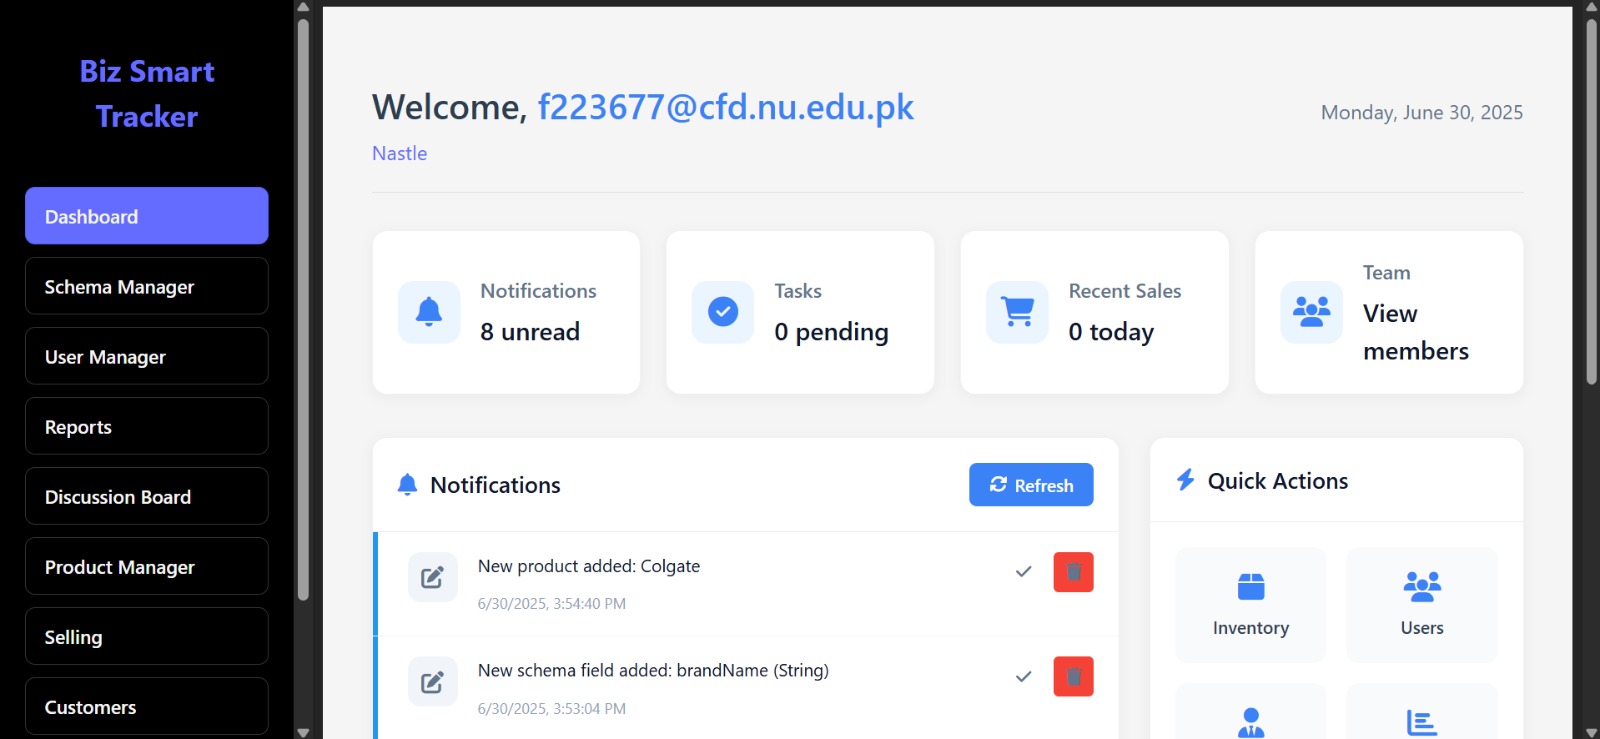 Biz Smart
Tracker
Dashboard
Schema Manager
User Manager
Reports
Discussion Board
Product Manager
Selling
Customers
Welcome, f223677@cfd.nu.edu.pk
Monday, June 30, 2025
Nastle
Notifications
8 unread
Tasks
0 pending
Recent Sales
0 today
Team
View
members
Notifications
Refresh
New product added: Colgate
6/30/2025, 3:54:40 PM
New schema field added: brandName (String)
6/30/2025, 3:53:04 PM
Quick Actions
Inventory
Users